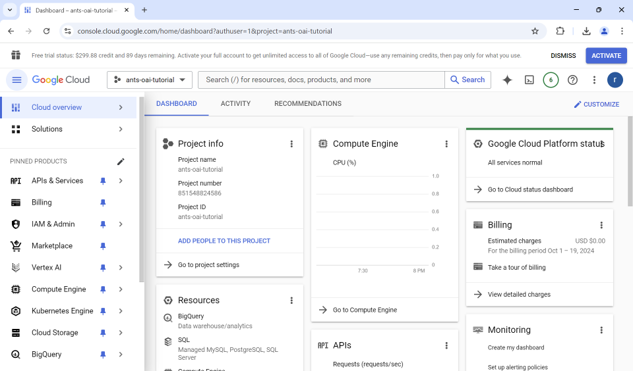 Dashboard – ants-oai-tutorial –
console.cloud.google.com/home/dashboard?authuser=1&project=ants-oai-tutorial
Free trial status: $299.88 credit and 89 days remaining. Activate your full account to get unlimited access to all of Google Cloud—use any remaining credits, then pay only for what you use.
DISMISS
ACTIVATE
Google Cloud
ants-oai-tutorial
Search (/) for resources, docs, products, and more
Search
6
r
Cloud overview
Solutions
PINNED PRODUCTS
APIs & Services
Billing
IAM & Admin
Marketplace
Vertex AI
Compute Engine
Kubernetes Engine
Cloud Storage
BigQuery
DASHBOARD
ACTIVITY
RECOMMENDATIONS
CUSTOMIZE
Project info
Project name
ants-oai-tutorial
Project number
851548824586
Project ID
ants-oai-tutorial
ADD PEOPLE TO THIS PROJECT
Go to project settings
Resources
BigQuery
Data warehouse/analytics
SQL
Managed MySQL, PostgreSQL, SQL
Server
Compute Engine
Compute Engine
CPU (%)
1.0
0.8
0.6
0.4
0.2
0
7:30
8 PM
Go to Compute Engine
APIs
Requests (requests/sec)
Google Cloud Platform status
All services normal
Go to Cloud status dashboard
Billing
Estimated charges
USD $0.00
For the billing period Oct 1 – 19, 2024
Take a tour of billing
View detailed charges
Monitoring
Create my dashboard
Set up alerting policies